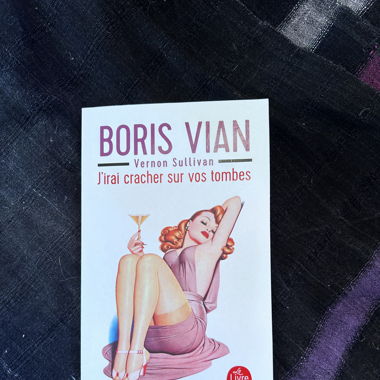 BORIS VIAN
Vernon Sullivan
J'irai cracher sur vos tombes
Le
Livre